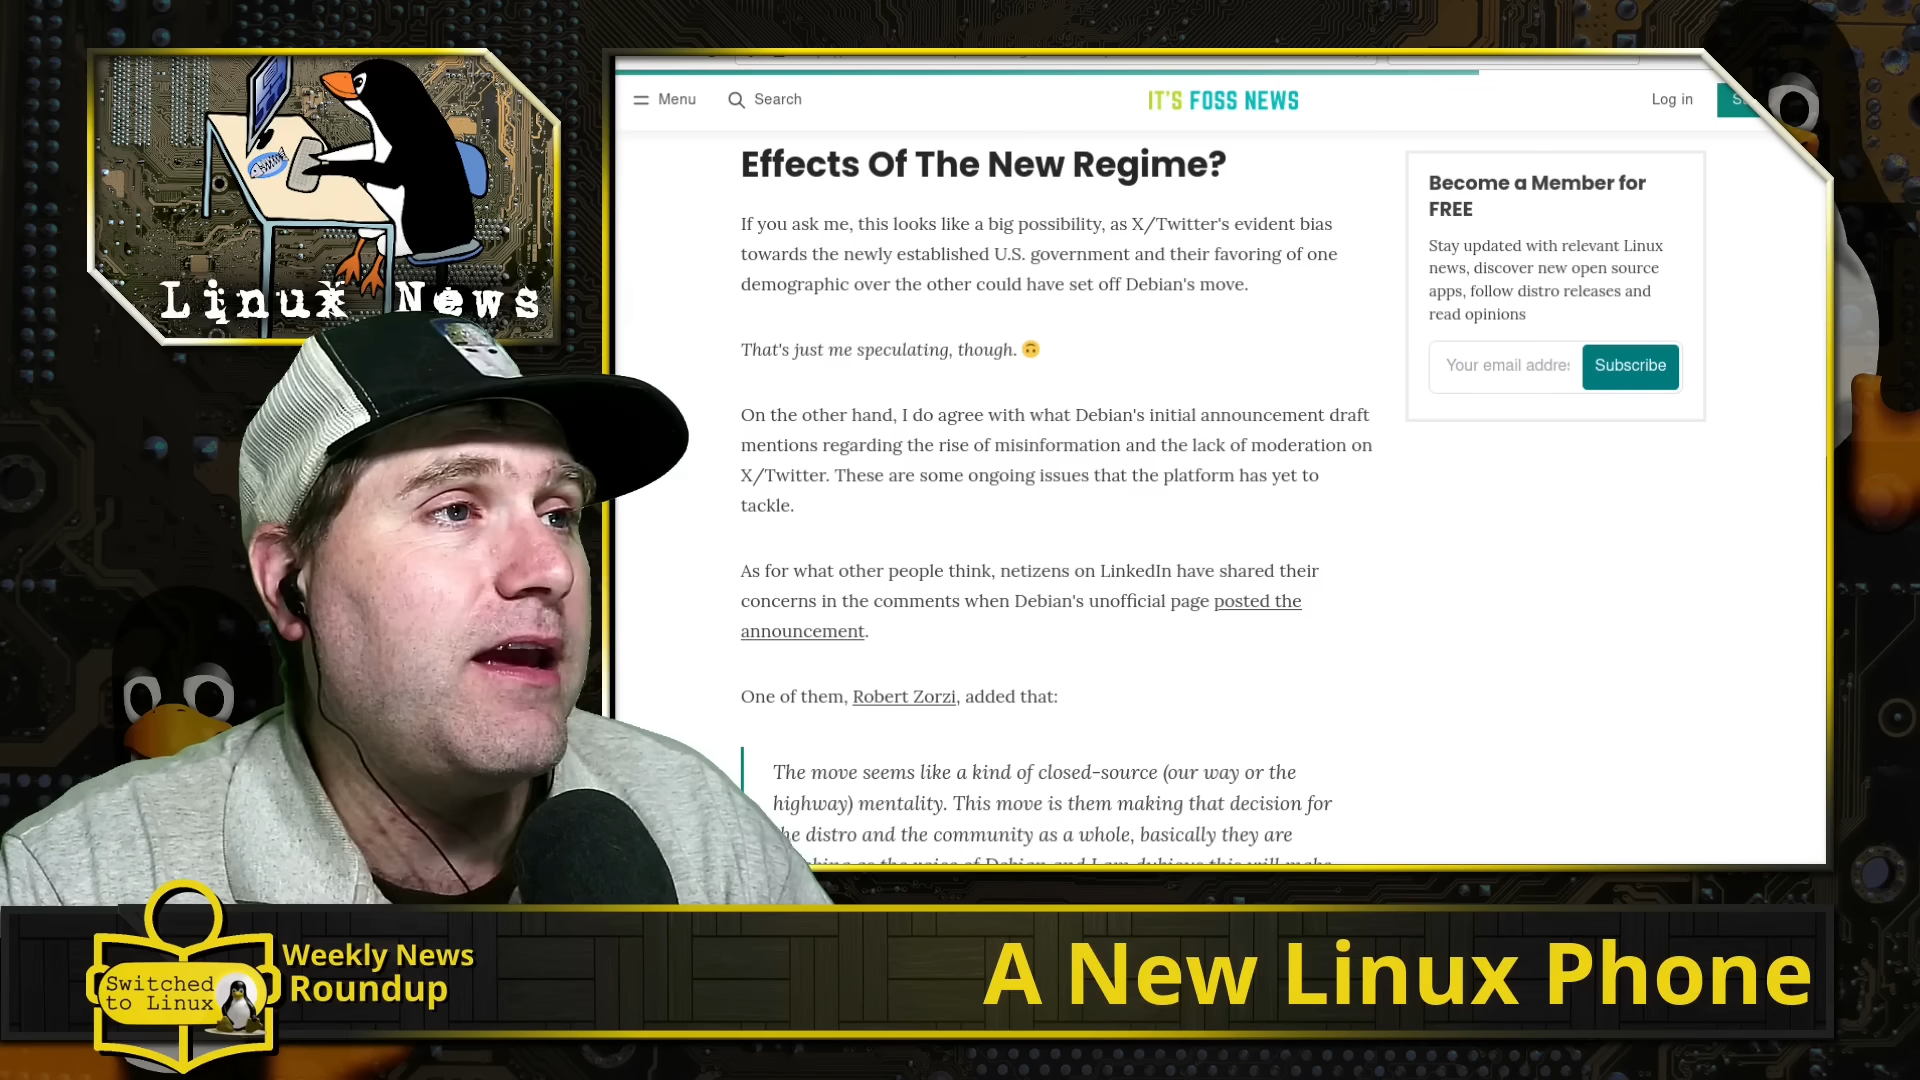 Linux News
Menu
Search
IT'S FOSS NEWS
Log in
Effects Of The New Regime?
If you ask me, this looks like a big possibility, as X/Twitter's evident bias
towards the newly established U.S. government and their favoring of one
demographic over the other could have set off Debian's move.
That's just me speculating, though. 🙃
On the other hand, I do agree with what Debian's initial announcement draft
mentions regarding the rise of misinformation and the lack of moderation on
X/Twitter. These are some ongoing issues that the platform has yet to
tackle.
As for what other people think, netizens on LinkedIn have shared their
concerns in the comments when Debian's unofficial page posted the
announcement.
One of them, Robert Zorzi, added that:
The move seems like a kind of closed-source (our way or the
highway) mentality. This move is them making that decision for
distro and the community as a whole, basically they are
Become a Member for
FREE
Stay updated with relevant Linux
news, discover new open source
apps, follow distro releases and
read opinions
Your email addre
Subscribe
Switched
to Linux
Weekly News
Roundup
A New Linux Phone